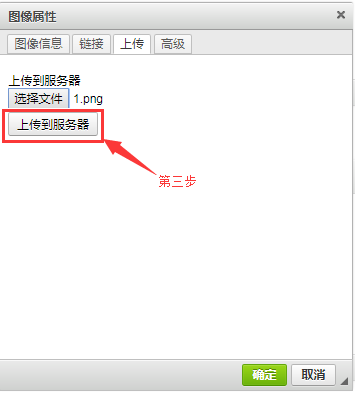 图像属性
图像信息 链接 上传 高级
上传到服务器
选择文件 1.png
上传到服务器
第三步
确定 取消